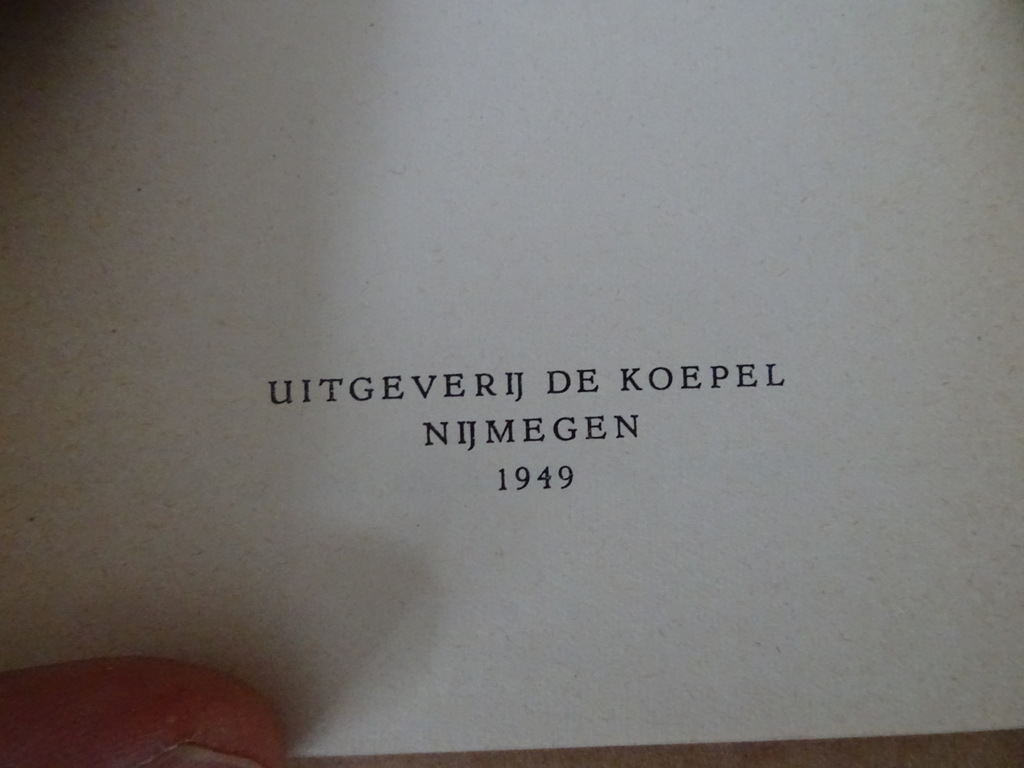 UITGEVERIJ DE KOEPEL
NIJMEGEN
1949